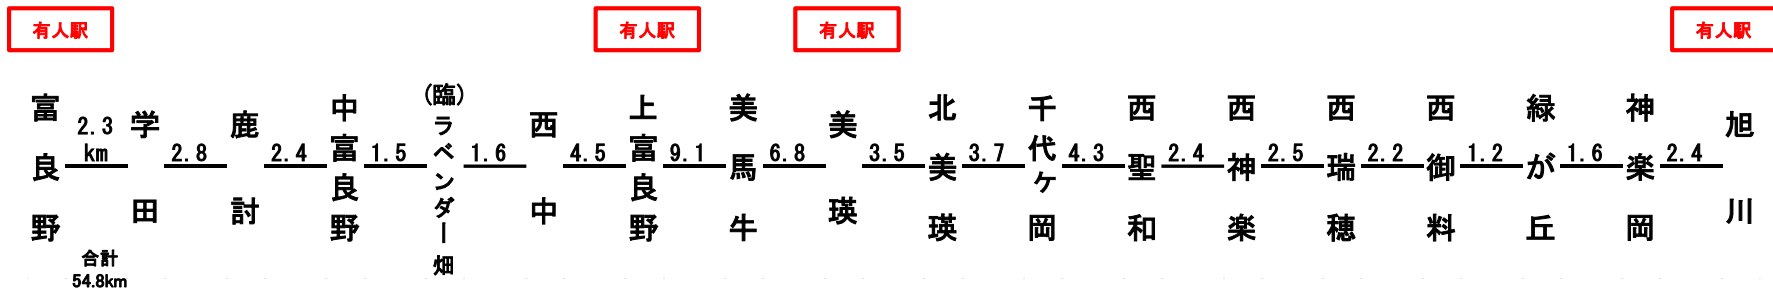 有人駅
有人駅
有人駅
有人駅
富良野
2.3
km
学田
2.8
鹿討
2.4
中富良野
1.5
(臨)
ラベンダー畑
1.6
西中
4.5
上富良野
9.1
美馬牛
6.8
美瑛
3.5
北美瑛
3.7
千代ケ岡
4.3
西聖和
2.4
西神楽
2.5
西瑞穂
2.2
西御料
1.2
緑が丘
1.6
神楽岡
2.4
旭川
合計
54.8km